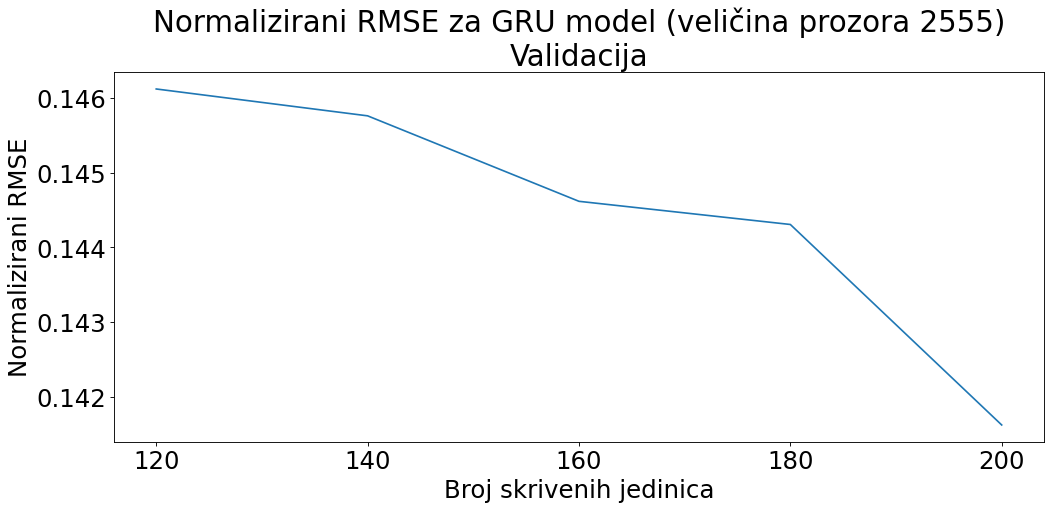 Normalizirani RMSE za GRU model (veličina prozora 2555)
Validacija
Normalizirani RMSE
0.146
0.145
0.144
0.143
0.142
120 140 160 180 200
Broj skrivenih jedinica